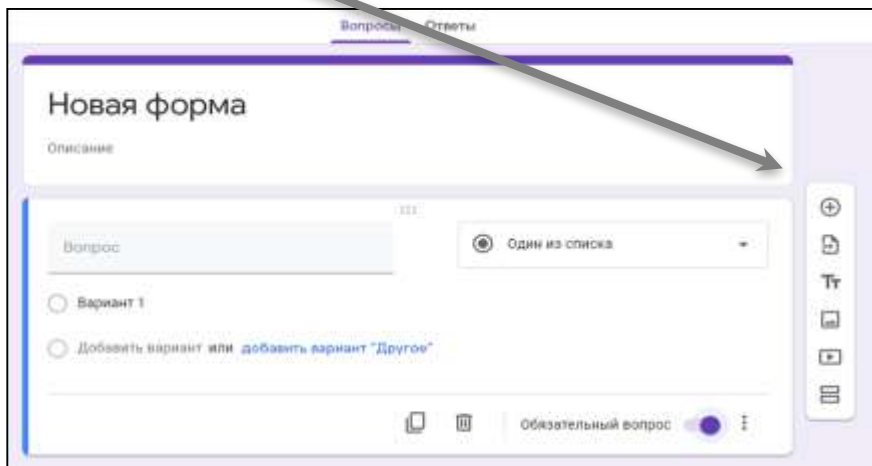 Вопросы Ответы
Новая форма
Описание
Вопрос
Один из списка
Вариант 1
Добавить вариант или добавить вариант "Другое"
Обязательный вопрос
Тт